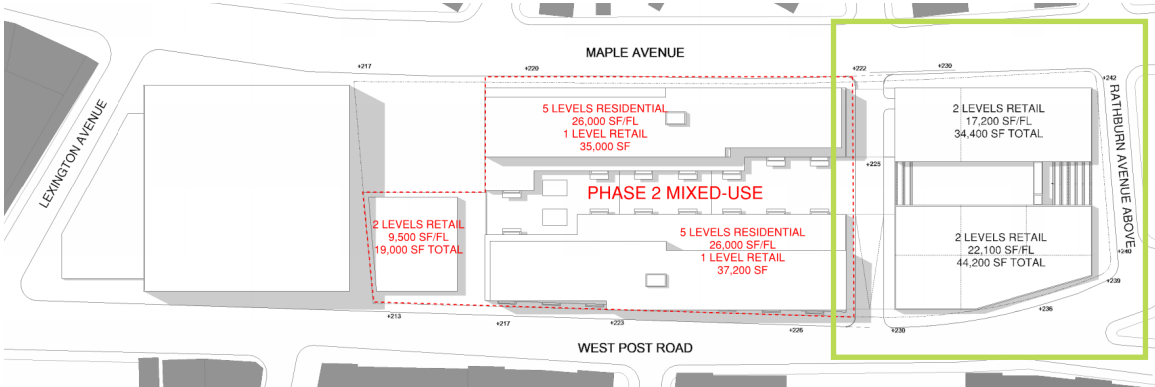 MAPLE AVENUE
+217
+220
+222
+230
+242
5 LEVELS RESIDENTIAL
26,000 SF/FL
1 LEVEL RETAIL
35,000 SF
2 LEVELS RETAIL
17,200 SF/FL
34,400 SF TOTAL
RATHBURN AVENUE ABOVE
LEXINGTON AVENUE
+225
PHASE 2 MIXED-USE
2 LEVELS RETAIL
9,500 SF/FL
19,000 SF TOTAL
5 LEVELS RESIDENTIAL
26,000 SF/FL
1 LEVEL RETAIL
37,200 SF
2 LEVELS RETAIL
22,100 SF/FL
44,200 SF TOTAL
+240
+239
+236
+213
+217
+223
+226
+230
WEST POST ROAD